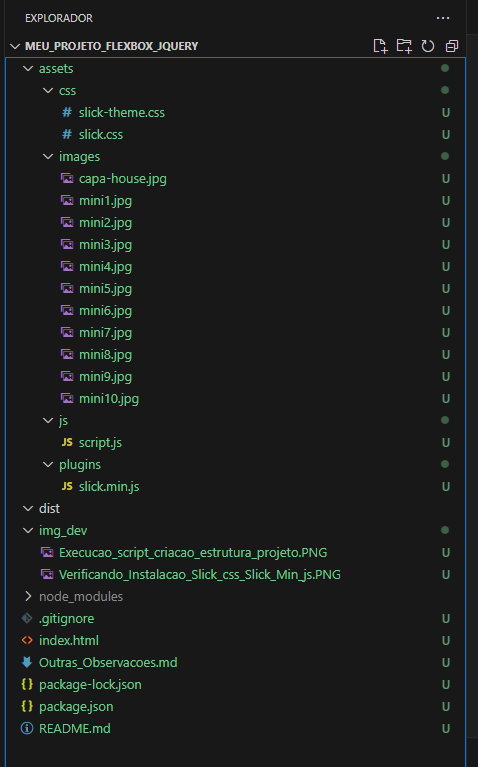 EXPLORADOR ...
MEU_PROJETO_FLEXBOX_JQUERY
assets
css
# slick-theme.css U
# slick.css U
images
capa-house.jpg U
mini1.jpg U
mini2.jpg U
mini3.jpg U
mini4.jpg U
mini5.jpg U
mini6.jpg U
mini7.jpg U
mini8.jpg U
mini9.jpg U
mini10.jpg U
js
JS script.js U
plugins
JS slick.min.js U
dist
img_dev
Execucao_script_criacao_estrutura_projeto.PNG U
Verificando_Instalacao_Slick_css_Slick_Min_js.PNG U
node_modules
.gitignore U
<> index.html U
Outras_Observacoes.md U
{} package-lock.json U
{} package.json U
README.md U